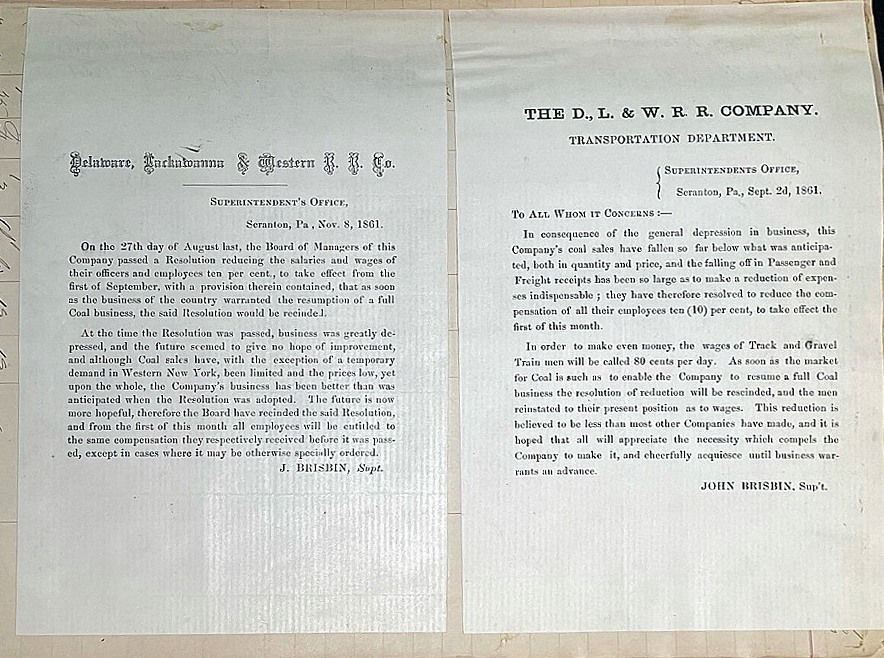 Delaware, Lackawanna & Western R. R. Co.
SUPERINTENDENT'S OFFICE,
Scranton, Pa , Nov. 8, 1861.
On the 27th day of August last, the Board of Managers of this
Company passed a Resolution reducing the salaries and wages of
their officers and employees ten per cent., to take effect from the
first of September, with a provision therein contained, that as soon
as the business of the country warranted the resumption of a full
Coal business, the said Resolution would be recinded.
At the time the Resolution was passed, business was greatly de-
pressed, and the future seemed to give no hope of improvement,
and although Coal sales have, with the exception of a temporary
demand in Western New York, been limited and the prices low, yet
upon the whole, the Company's business has been better than was
anticipated when the Resolution was adopted. The future is now
more hopeful, therefore the Board have recinded the said Resolution,
and from the first of this month all employees will be entitled to
the same compensation they respectively received before it was pass-
ed, except in cases where it may be otherwise specially ordered.
J. BRISBIN, Supt.
THE D., L. & W. R. R. COMPANY.
TRANSPORTATION DEPARTMENT.
SUPERINTENDENTS OFFICE,
Scranton, Pa., Sept. 2d, 1861.
TO ALL WHOM IT CONCERNS :—
In consequence of the general depression in business, this
Company's coal sales have fallen so far below what was anticipa-
ted, both in quantity and price, and the falling off in Passenger and
Freight receipts has been so large as to make a reduction of expen-
ses indispensable ; they have therefore resolved to reduce the com-
pensation of all their employees ten (10) per cent, to take effect the
first of this month.
In order to make even money, the wages of Track and Gravel
Train men will be called 80 cents per day. As soon as the market
for Coal is such as to enable the Company to resume a full Coal
business the resolution of reduction will be rescinded, and the men
reinstated to their present position as to wages. This reduction is
believed to be less than most other Companies have made, and it is
hoped that all will appreciate the necessity which compels the
Company to make it, and cheerfully acquiesce until business war-
rants an advance.
JOHN BRISBIN, Sup't.